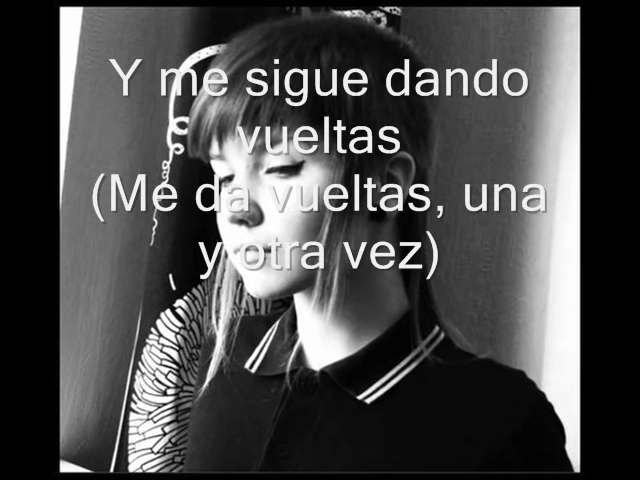 Y me sigue dando
vueltas
(Me da vueltas, una
y otra vez)